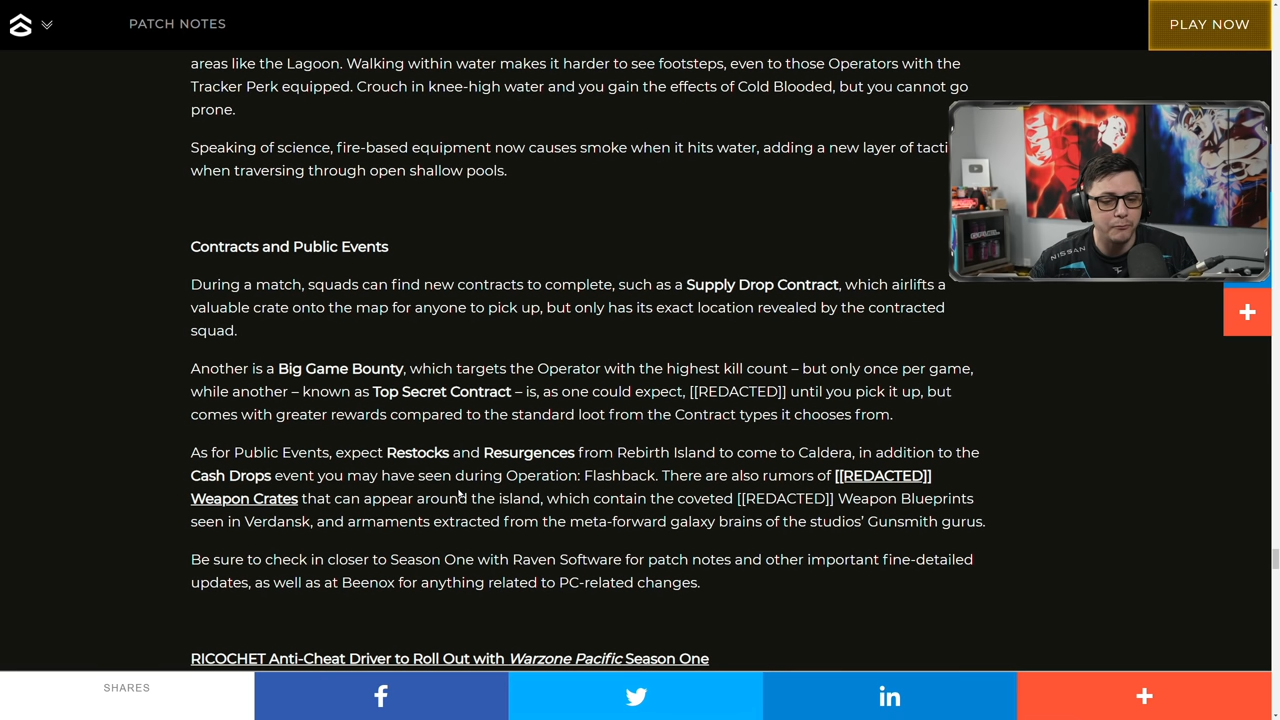 PATCH NOTES
PLAY NOW
areas like the Lagoon. Walking within water makes it harder to see footsteps, even to those Operators with the
Tracker Perk equipped. Crouch in knee-high water and you gain the effects of Cold Blooded, but you cannot go
prone.
Speaking of science, fire-based equipment now causes smoke when it hits water, adding a new layer of
when traversing through open shallow pools.
Contracts and Public Events
During a match, squads can find new contracts to complete, such as a Supply Drop Contract, which airlifts a
valuable crate onto the map for anyone to pick up, but only has its exact location revealed by the contracted
squad.
Another is a Big Game Bounty, which targets the Operator with the highest kill count – but only once per game,
while another – known as Top Secret Contract – is, as one could expect, [[REDACTED]] until you pick it up, but
comes with greater rewards compared to the standard loot from the Contract types it chooses from.
As for Public Events, expect Restocks and Resurgences from Rebirth Island to come to Caldera, in addition to the
Cash Drops event you may have seen during Operation: Flashback. There are also rumors of [[REDACTED]]
Weapon Crates that can appear around the island, which contain the coveted [[REDACTED]] Weapon Blueprints
seen in Verdansk, and armaments extracted from the meta-forward galaxy brains of the studios’ Gunsmith gurus.
Be sure to check in closer to Season One with Raven Software for patch notes and other important fine-detailed
updates, as well as at Beenox for anything related to PC-related changes.
RICOCHET Anti-Cheat Driver to Roll Out with Warzone Pacific Season One
SHARES
NISSAN